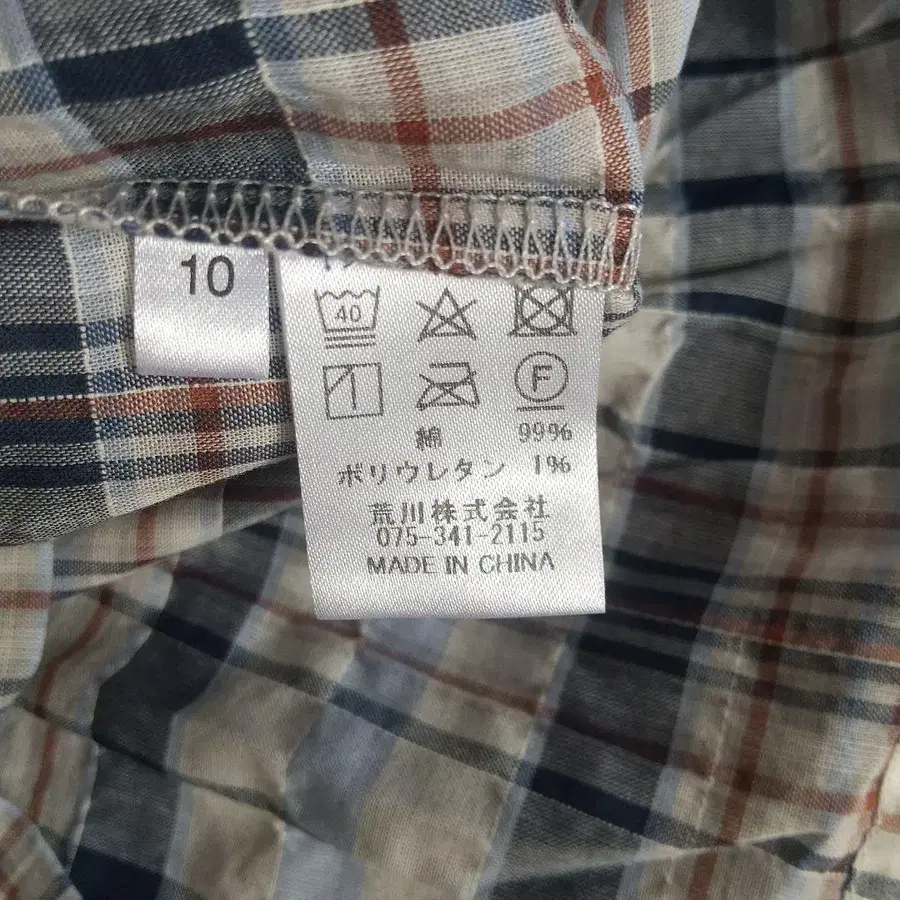 10
40
F
綿 99%
ポリウレタン 1%
荒川株式会社
075-341-2115
MADE IN CHINA